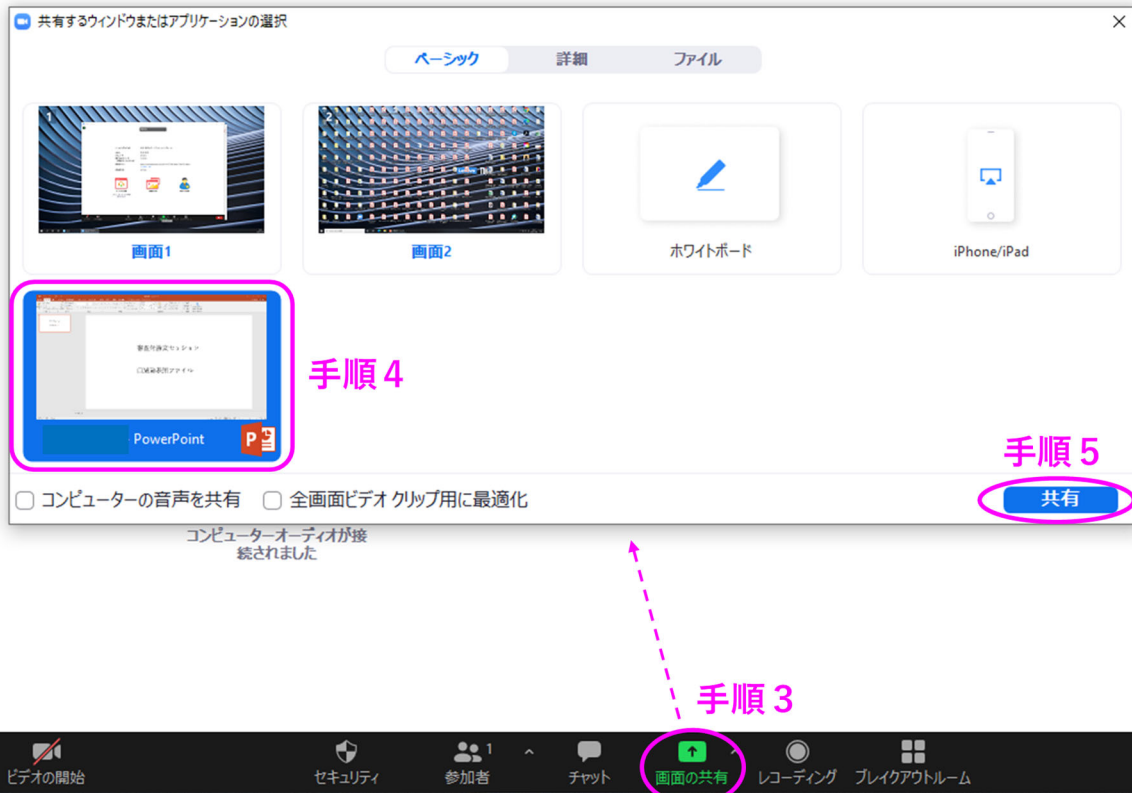 共有するウィンドウまたはアプリケーションの選択
ベーシック 詳細 ファイル
1
2
画面1 画面2 ホワイトボード iPhone/iPad
手順4
- PowerPoint
手順5
コンピューターの音声を共有 全画面ビデオ クリップ用に最適化 共有
コンピューターオーディオが接
続されました
手順3
ビデオの開始 セキュリティ 参加者 1 チャット 画面の共有 レコーディング ブレイクアウトルーム